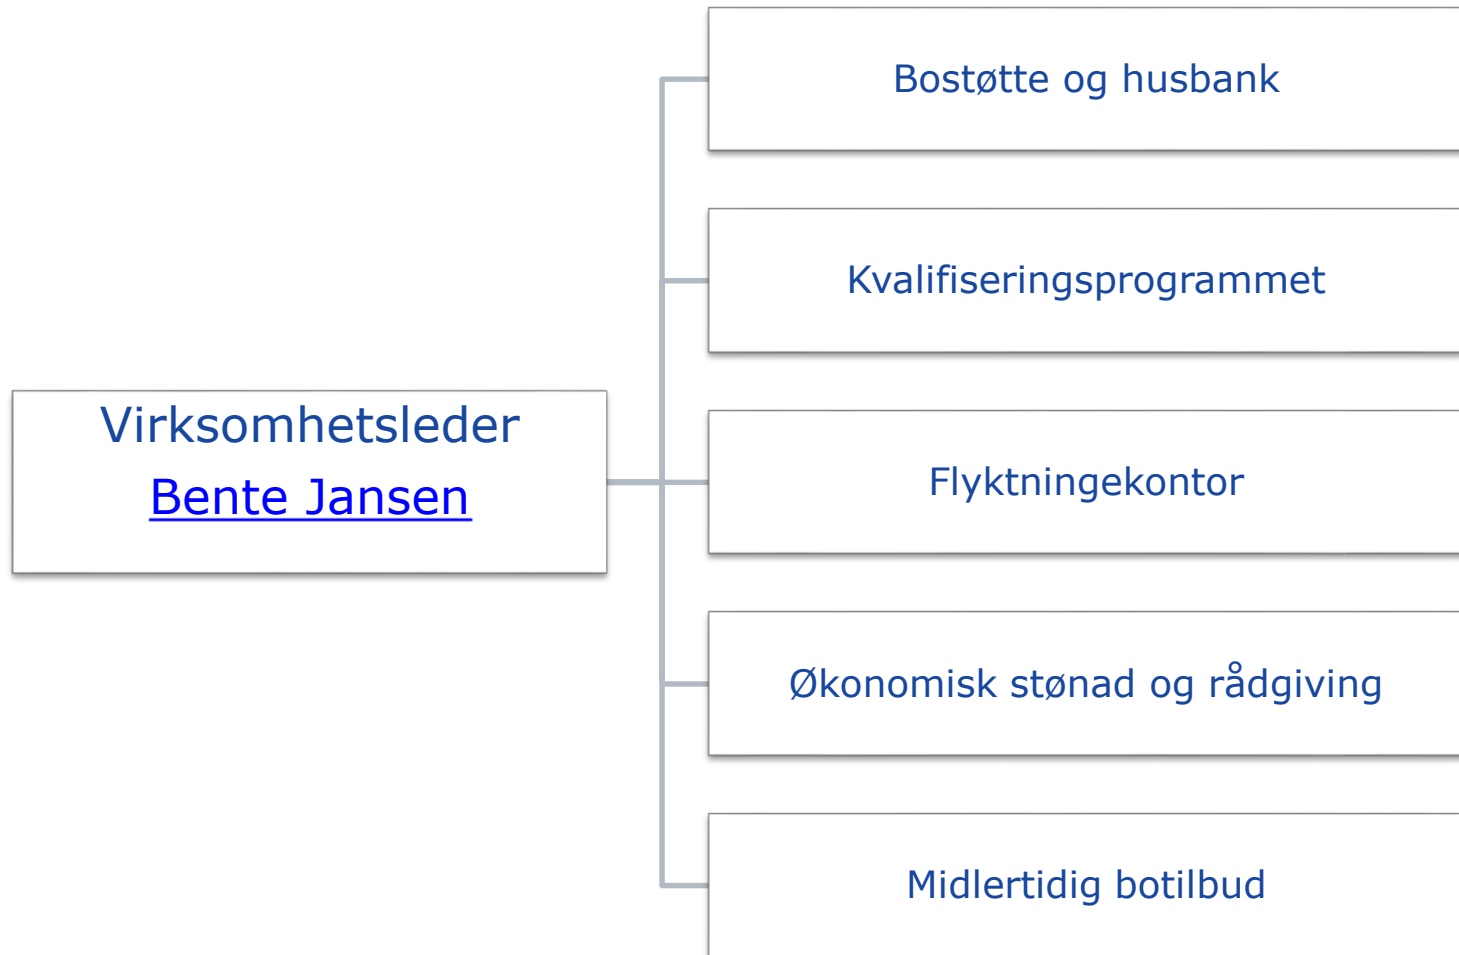 Virksomhetsleder
Bente Jansen
Bostøtte og husbank
Kvalifiseringsprogrammet
Flyktningekontor
Økonomisk stønad og rådgiving
Midlertidig botilbud